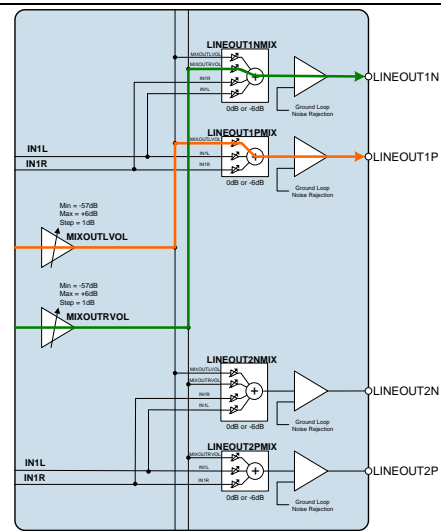 LINEOUT1NMIX
MIXOUTLVOL
MIXOUTRVOL
IN1R
IN1L
0dB or -6dB
Ground Loop
Noise Rejection
LINEOUT1N
LINEOUT1PMIX
MIXOUTLVOL
IN1L
IN1R
0dB or -6dB
Ground Loop
Noise Rejection
LINEOUT1P
IN1L
IN1R
Min = -57dB
Max = +6dB
Step = 1dB
MIXOUTLVOL
Min = -57dB
Max = +6dB
Step = 1dB
MIXOUTRVOL
LINEOUT2NMIX
MIXOUTLVOL
MIXOUTRVOL
IN1R
IN1L
0dB or -6dB
Ground Loop
Noise Rejection
LINEOUT2N
LINEOUT2PMIX
MIXOUTRVOL
IN1L
IN1R
0dB or -6dB
Ground Loop
Noise Rejection
LINEOUT2P
IN1L
IN1R